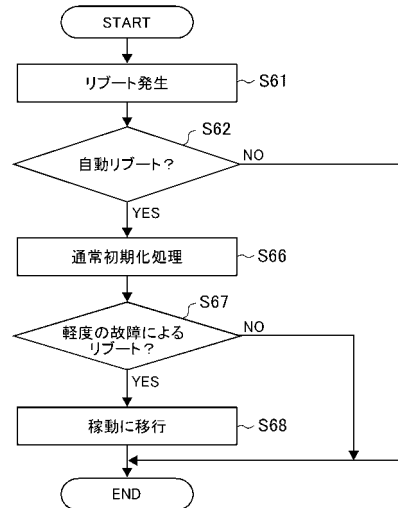 START
リブート発生
S61
S62
自動リブート?
NO
YES
通常初期化処理
S66
S67
軽度の故障による
リブート?
NO
YES
稼動に移行
S68
END